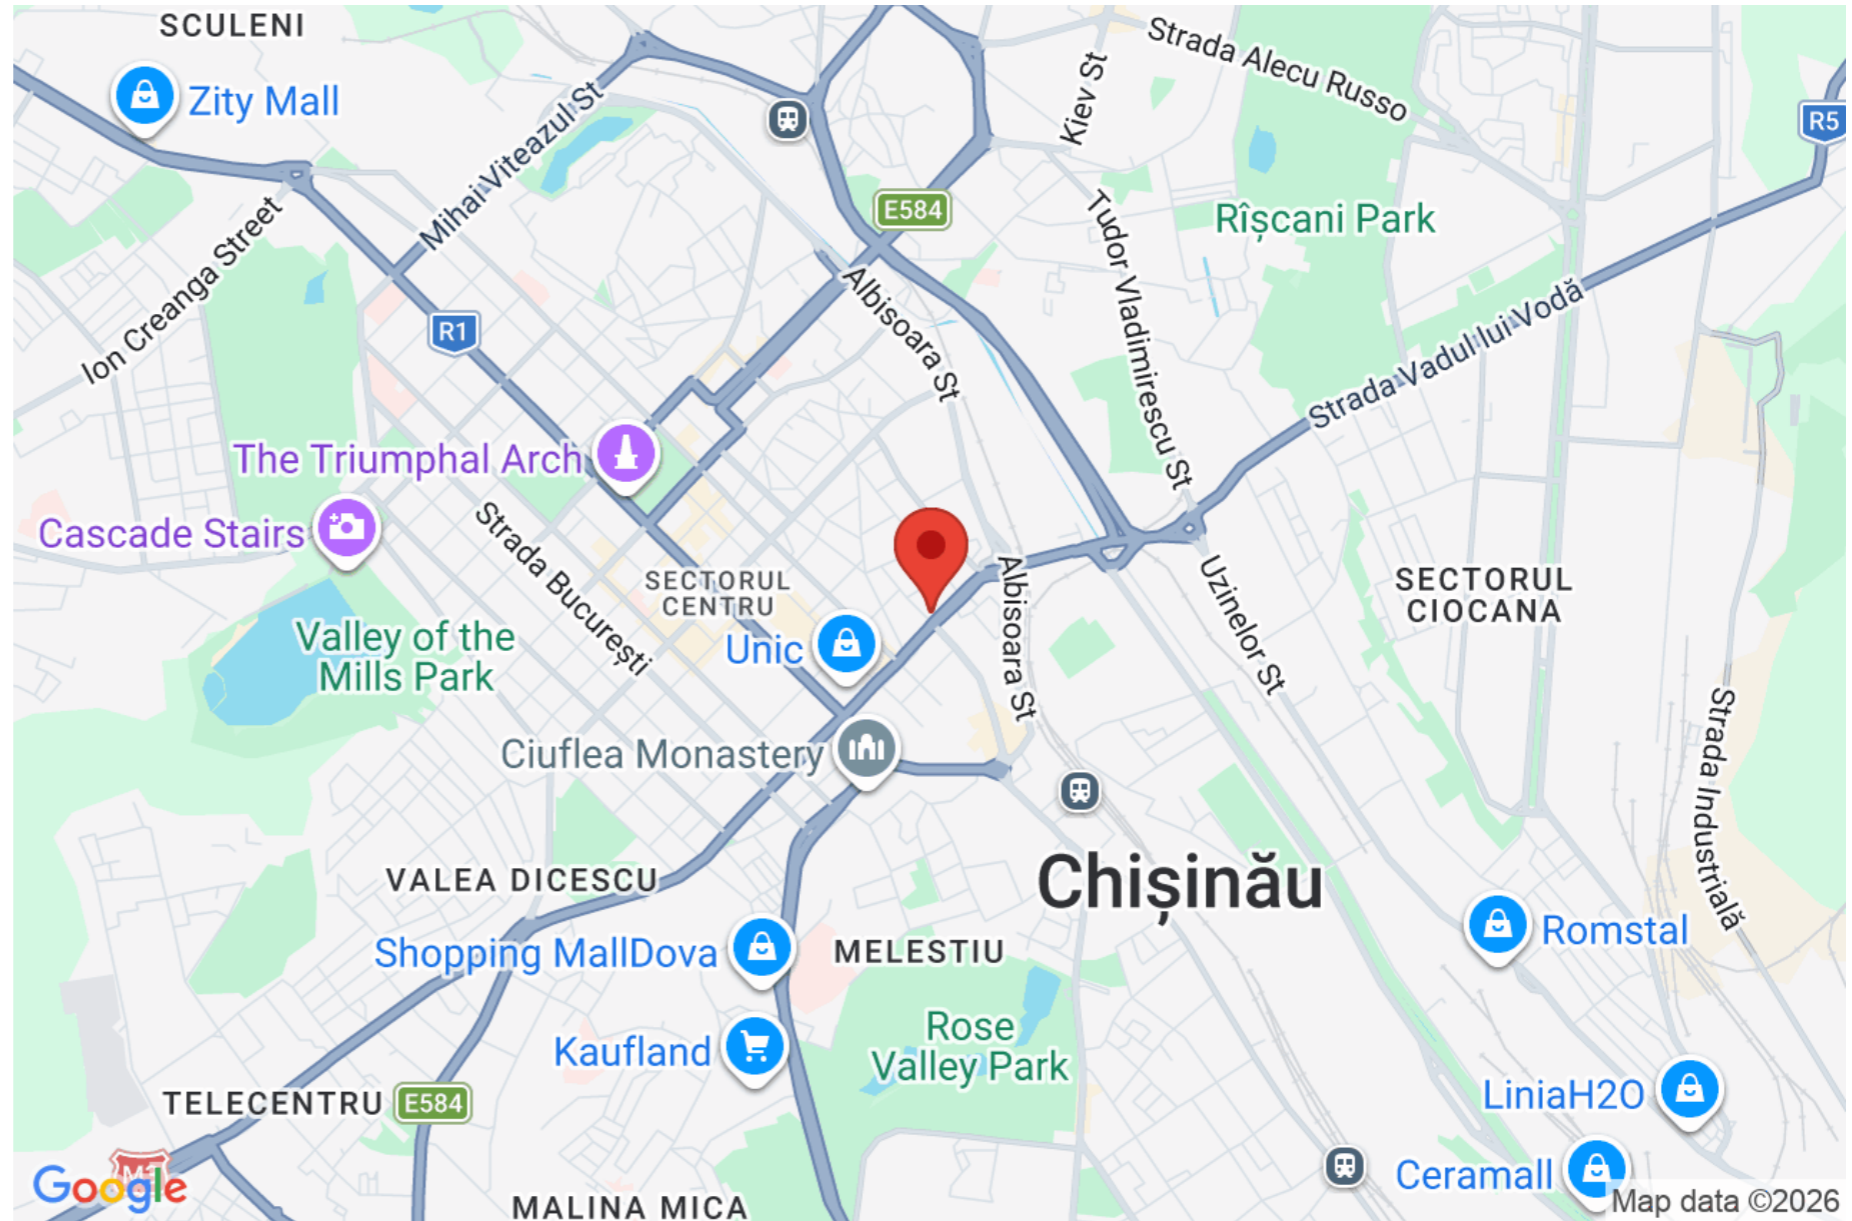 SCULENI
Strada Alecu Russo
Kiev St
Zity Mall
R5
Mihai Viteazul St
E584
Rîșcani Park
Ion Creanga Street
Tudor Vladimirescu St
Albisoara St
R1
Strada Vadul lui Vodă
The Triumphal Arch
Cascade Stairs
Strada București
SECTORUL
CENTRU
Albisoara St
Uzinelor St
SECTORUL
CIOCANA
Valley of the
Mills Park
Unic
Ciuflea Monastery
Strada Industrială
VALEA DICESCU
Chișinău
Shopping MallDova
MELESTIU
Romstal
Rose
Valley Park
Kaufland
TELECENTRU
E584
LiniaH2O
Ceramall
Google
MALINA MICA
Map data ©2026